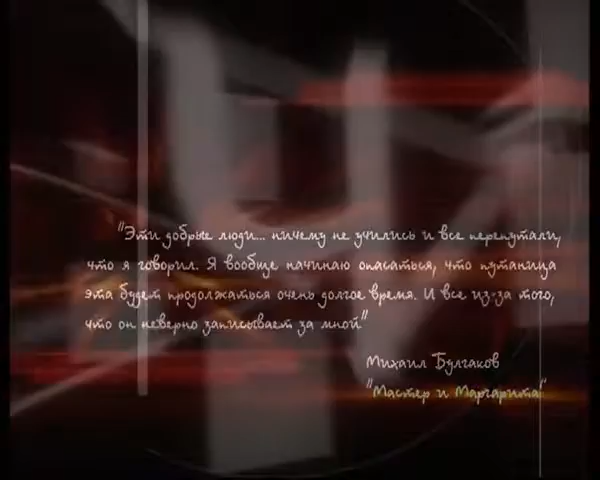 "Эти добрые люди... ничему не учились и все перепутали,
что я говорил. Я вообще начинаю опасаться, что путаница
эта будет продолжаться очень долгое время. И все из-за того,
что он неверно записывает за мной"
Михаил Булгаков
"Мастер и Маргарита"